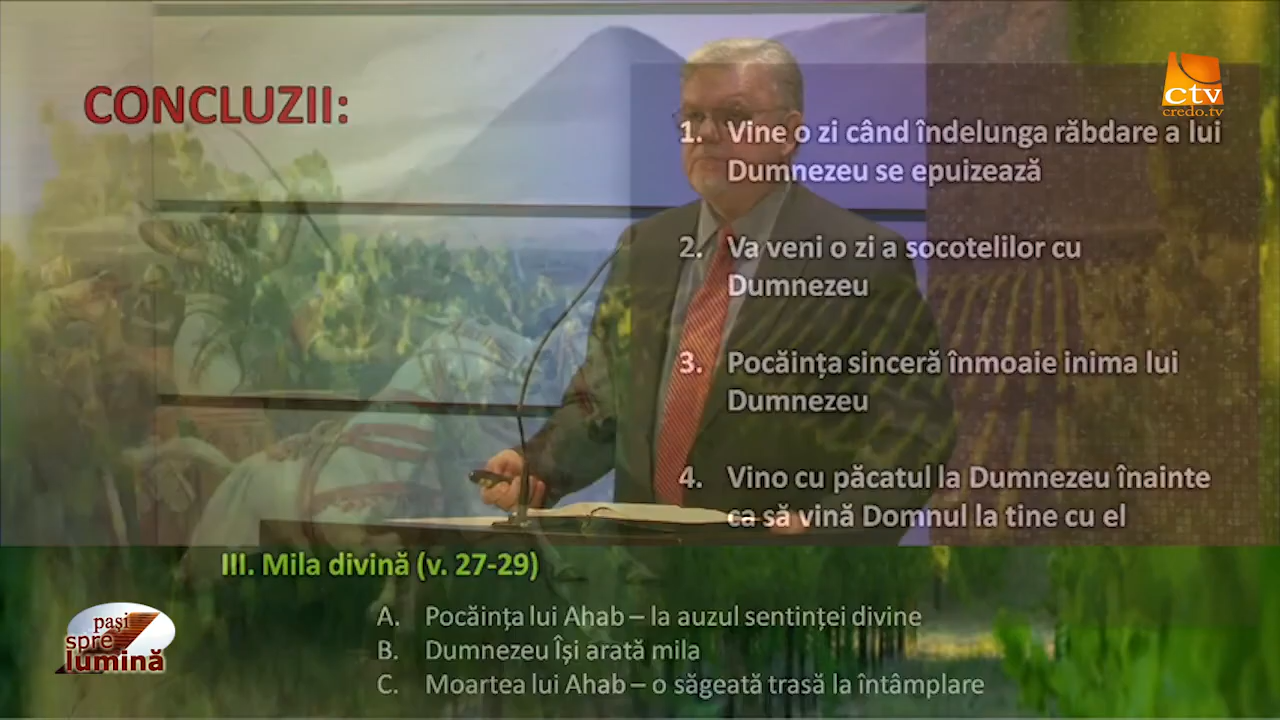 CONCLUZII:
ctv
credo.tv
1. Vine o zi când îndelunga răbdare a lui
Dumnezeu se epuizează
2. Va veni o zi a socotelilor cu
Dumnezeu
3. Pocăința sinceră înmoaie inima lui
Dumnezeu
4. Vino cu păcatul la Dumnezeu înainte
ca să vină Domnul la tine cu el
III. Mila divină (v. 27-29)
A. Pocăința lui Ahab – la auzul sentinței divine
B. Dumnezeu Își arată mila
C. Moartea lui Ahab – o săgeată trasă la întâmplare
pași
spre
lumină